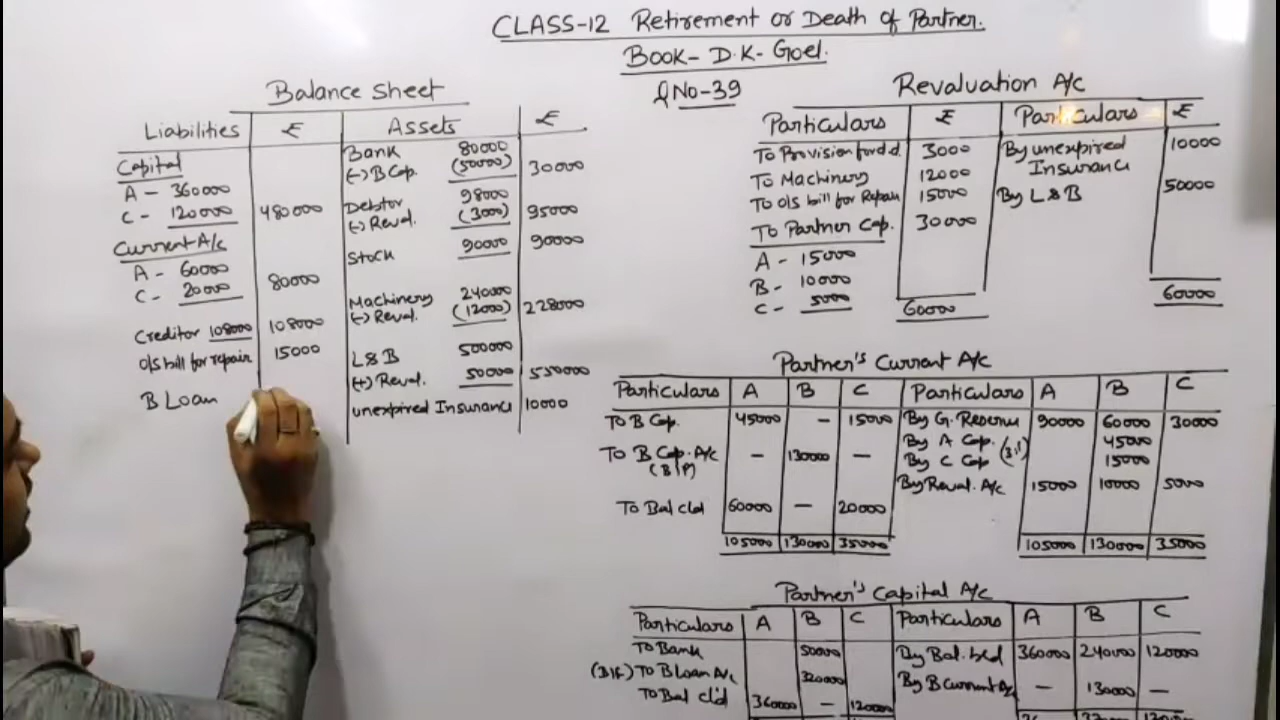 CLASS-12 Retirement or Death of Partner.
Book- D.K- Goel.
QNo-39
Balance Sheet
Liabilities ₹ Assets ₹
Capital
A - 360000
C - 120000 480000
Current A/c
A - 60000
C - 20000 80000
Creditor 108000 108000
o/s bill for repair 15000
B Loan
Bank 80000
(-) B Cap. (50000) 30000
Debtor 98000
(-) Reval. (3000) 95000
Stock 90000 90000
Machinery 240000
(-) Reval. (12000) 228000
L&B 500000
(+) Reval. 50000 550000
unexpired Insurance 10000
Revaluation A/c
Particulars ₹ Particulars ₹
To Provision for d.d 3000 By unexpired Insurance 10000
To Machinery 12000
To o/s bill for Repair 15000 By L&B 50000
To Partner Cap. 30000
A - 15000
B - 10000
C - 5000
60000 60000
Partner's Current A/c
Particulars A B C Particulars A B C
To B Cap. 45000 - 15000 By G. Reserve 90000 60000 30000
By A Cap. 45000
To B Cap. A/c - 130000 - By C Cap 15000
(B/F)
By Reval. A/c 15000 10000 5000
To Bal c/d 60000 - 20000
105000 130000 35000 105000 130000 35000
Partner's Capital A/c
Particulars A B C Particulars A B C
To Bank 50000 By Bal. b/d 360000 240000 120000
(B/F) To B Loan A/c 320000 By B Current A/c - 130000 -
To Bal c/d 360000 - 120000